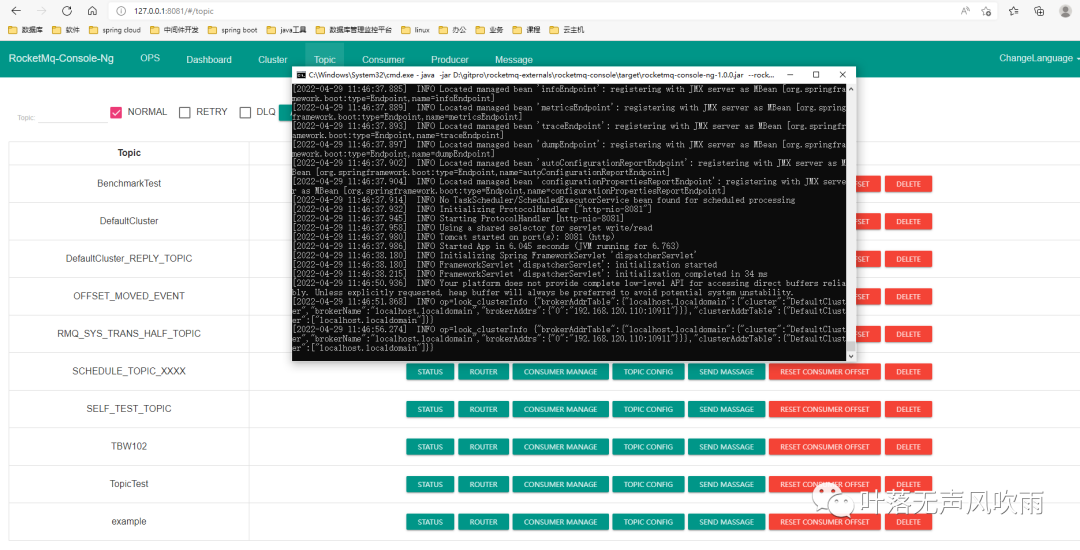 127.0.0.1:8081/#/topic
数据库 软件 spring cloud 中间件开发 spring boot java工具 数据库管理监控平台 linux 办公 业务 课程 云主机
RocketMq-Console-Ng OPS Dashboard Cluster Topic Consumer Producer Message ChangeLanguage
C:\Windows\System32\cmd.exe - java -jar D:\gitpro\rocketmq-externals\rocketmq-console\target\rocketmq-console-ng-1.0.0.jar --rock...
[2022-04-29 11:46:37.885] INFO Located managed bean 'infoEndpoint': registering with JMX server as MBean [org.springfra
mework.boot:type=Endpoint,name=infoEndpoint]
[2022-04-29 11:46:37.889] INFO Located managed bean 'metricsEndpoint': registering with JMX server as MBean [org.spring
framework.boot:type=Endpoint,name=metricsEndpoint]
[2022-04-29 11:46:37.893] INFO Located managed bean 'traceEndpoint': registering with JMX server as MBean [org.springfr
amework.boot:type=Endpoint,name=traceEndpoint]
[2022-04-29 11:46:37.897] INFO Located managed bean 'dumpEndpoint': registering with JMX server as MBean [org.springfra
mework.boot:type=Endpoint,name=dumpEndpoint]
[2022-04-29 11:46:37.902] INFO Located managed bean 'autoConfigurationReportEndpoint': registering with JMX server as M
Bean [org.springframework.boot:type=Endpoint,name=autoConfigurationReportEndpoint]
[2022-04-29 11:46:37.904] INFO Located managed bean 'configurationPropertiesReportEndpoint': registering with JMX serve
r as MBean [org.springframework.boot:type=Endpoint,name=configurationPropertiesReportEndpoint]
[2022-04-29 11:46:37.914] INFO No TaskScheduler/ScheduledExecutorService bean found for scheduled processing
[2022-04-29 11:46:37.932] INFO Initializing ProtocolHandler ["http-nio-8081"]
[2022-04-29 11:46:37.945] INFO Starting ProtocolHandler [http-nio-8081]
[2022-04-29 11:46:37.958] INFO Using a shared selector for servlet write/read
[2022-04-29 11:46:37.980] INFO Tomcat started on port(s): 8081 (http)
[2022-04-29 11:46:37.986] INFO Started App in 6.045 seconds (JVM running for 6.763)
[2022-04-29 11:46:38.180] INFO Initializing Spring FrameworkServlet 'dispatcherServlet'
[2022-04-29 11:46:38.180] INFO FrameworkServlet 'dispatcherServlet': initialization started
[2022-04-29 11:46:38.215] INFO FrameworkServlet 'dispatcherServlet': initialization completed in 34 ms
[2022-04-29 11:46:50.936] INFO Your platform does not provide complete low-level API for accessing direct buffers relia
bly. Unless explicitly requested, heap buffer will always be preferred to avoid potential system unstability.
[2022-04-29 11:46:51.868] INFO op=look_clusterInfo {"brokerAddrTable":{"localhost.localdomain":{"cluster":"DefaultClust
er","brokerName":"localhost.localdomain","brokerAddrs":{"0":"192.168.120.110:10911"}}},"clusterAddrTable":{"DefaultClu
ster":["localhost.localdomain"]}}
[2022-04-29 11:46:56.274] INFO op=look_clusterInfo {"brokerAddrTable":{"localhost.localdomain":{"cluster":"DefaultClust
er","brokerName":"localhost.localdomain","brokerAddrs":{"0":"192.168.120.110:10911"}}},"clusterAddrTable":{"DefaultClu
ster":["localhost.localdomain"]}}
Topic: NORMAL RETRY DLQ
Topic
BenchmarkTest SET DELETE
DefaultCluster SET DELETE
DefaultCluster_REPLY_TOPIC SET DELETE
OFFSET_MOVED_EVENT SET DELETE
RMQ_SYS_TRANS_HALF_TOPIC SET DELETE
SCHEDULE_TOPIC_XXXX STATUS ROUTER CONSUMER MANAGE TOPIC CONFIG SEND MASSAGE RESET CONSUMER OFFSET DELETE
SELF_TEST_TOPIC STATUS ROUTER CONSUMER MANAGE TOPIC CONFIG SEND MASSAGE RESET CONSUMER OFFSET DELETE
TBW102 STATUS ROUTER CONSUMER MANAGE TOPIC CONFIG SEND MASSAGE RESET CONSUMER OFFSET DELETE
TopicTest STATUS ROUTER CONSUMER MANAGE TOPIC CONFIG SEND MASSAGE RESET CONSUMER OFFSET DELETE
叶落无声风吹雨
example STATUS ROUTER CONSUMER MANAGE TOPIC CONFIG SEND MASSAGE RESET CONSUMER OFFSET DELETE